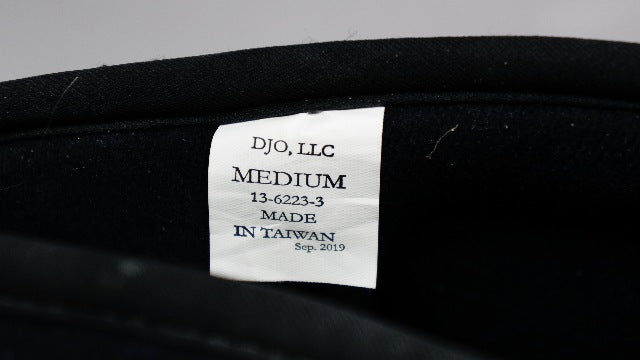 DJO, LLC
MEDIUM
13-6223-3
MADE
IN TAIWAN
Sep. 2019